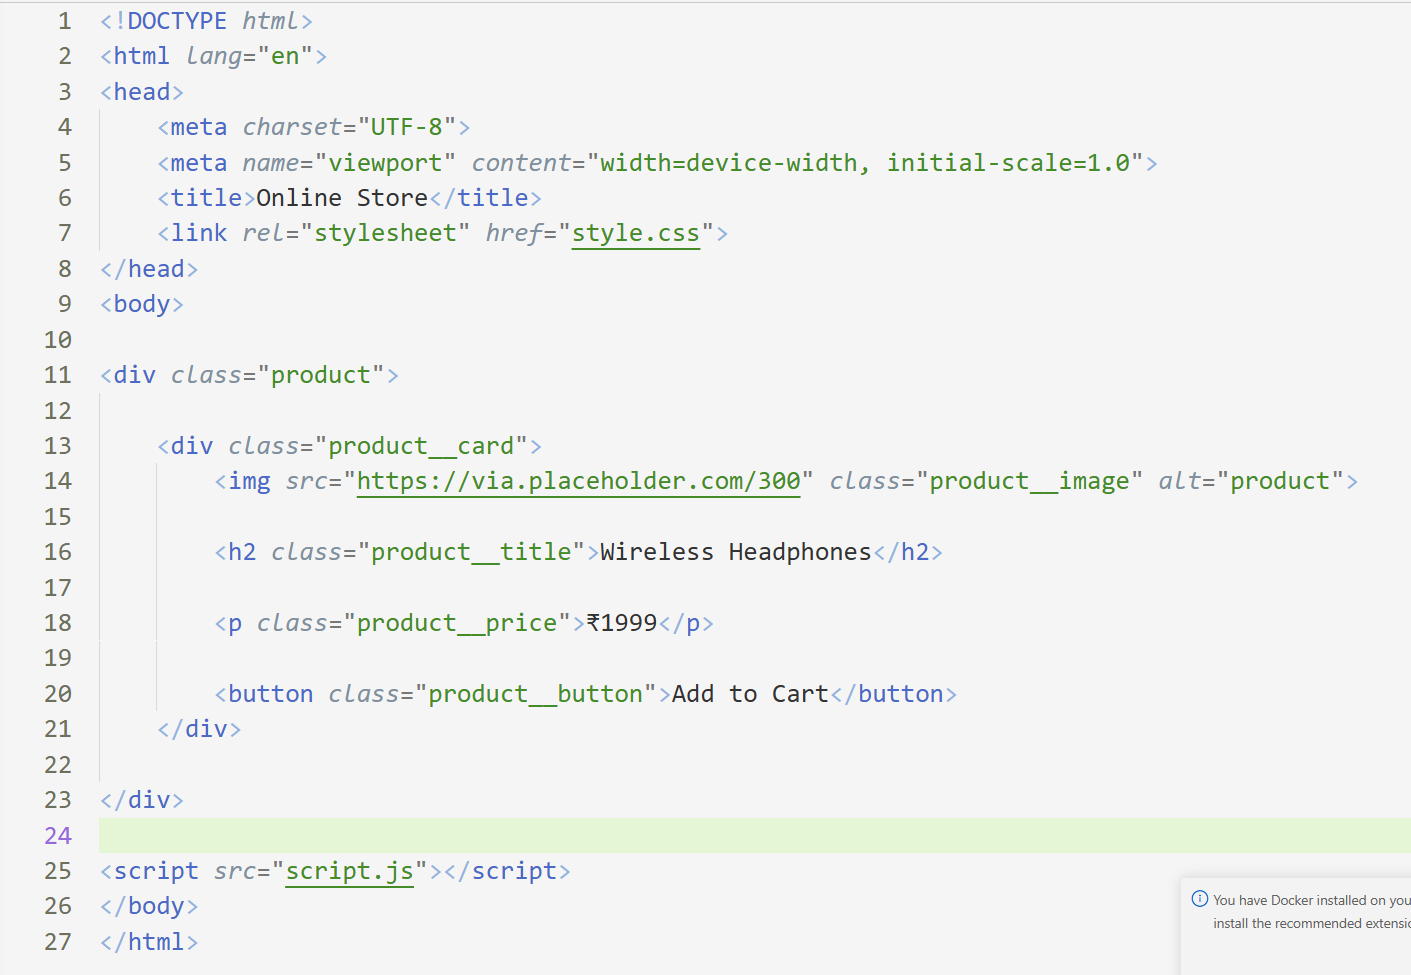 1 <!DOCTYPE html>
2 <html lang="en">
3 <head>
4     <meta charset="UTF-8">
5     <meta name="viewport" content="width=device-width, initial-scale=1.0">
6     <title>Online Store</title>
7     <link rel="stylesheet" href="style.css">
8 </head>
9 <body>
10
11 <div class="product">
12
13     <div class="product__card">
14         <img src="https://via.placeholder.com/300" class="product__image" alt="product">
15
16         <h2 class="product__title">Wireless Headphones</h2>
17
18         <p class="product__price">₹1999</p>
19
20         <button class="product__button">Add to Cart</button>
21     </div>
22
23 </div>
24
25 <script src="script.js"></script>
26 </body>
27 </html>
You have Docker installed on you
install the recommended extensi